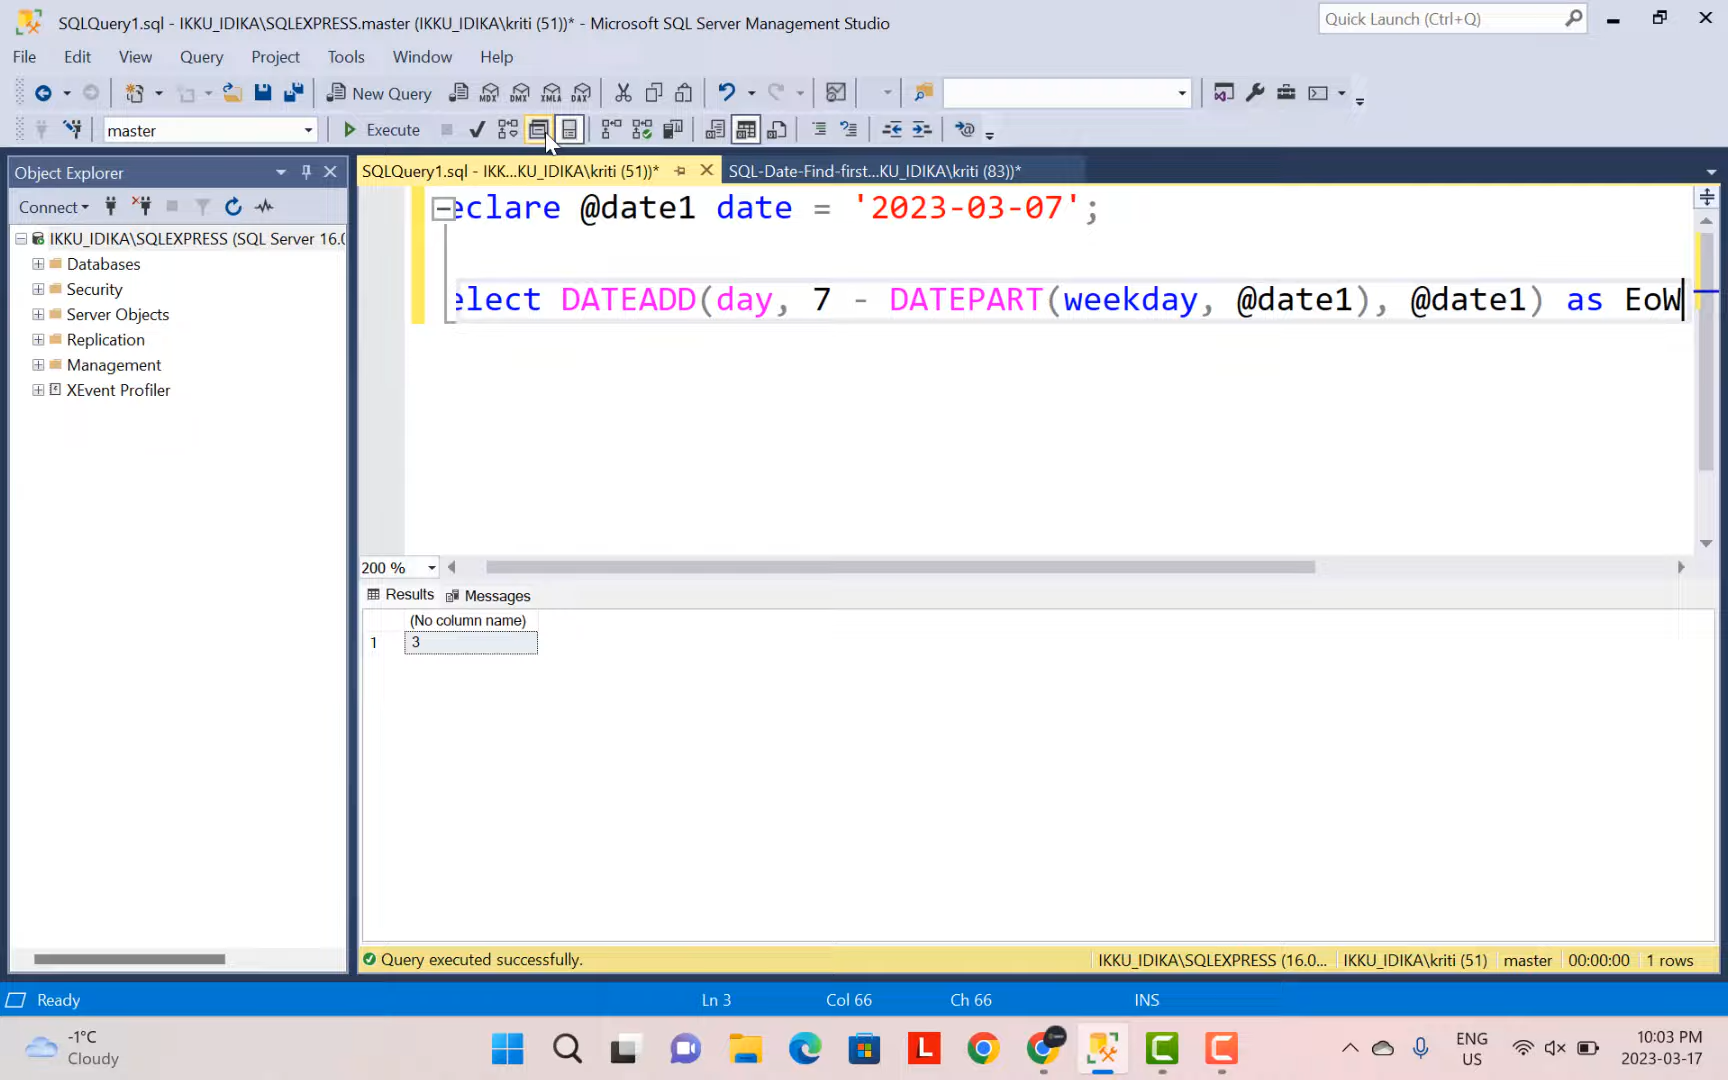 SQLQuery1.sql - IKKU_IDIKA\SQLEXPRESS.master (IKKU_IDIKA\kriti (51))* - Microsoft SQL Server Management Studio
Quick Launch (Ctrl+Q)
File Edit View Query Project Tools Window Help
New Query MDX DMX XMLA DAX
master Execute
Object Explorer
SQLQuery1.sql - IKK...KU_IDIKA\kriti (51))* SQL-Date-Find-first...KU_IDIKA\kriti (83))*
Connect
IKKU_IDIKA\SQLEXPRESS (SQL Server 16.0
Databases
Security
Server Objects
Replication
Management
XEvent Profiler
eclare @date1 date = '2023-03-07';
elect DATEADD(day, 7 - DATEPART(weekday, @date1), @date1) as EoW
200 %
Results Messages
(No column name)
1 3
Query executed successfully. IKKU_IDIKA\SQLEXPRESS (16.0... IKKU_IDIKA\kriti (51) master 00:00:00 1 rows
Ready Ln 3 Col 66 Ch 66 INS
-1°C
Cloudy
L
C
C
ENG
US
10:03 PM
2023-03-17